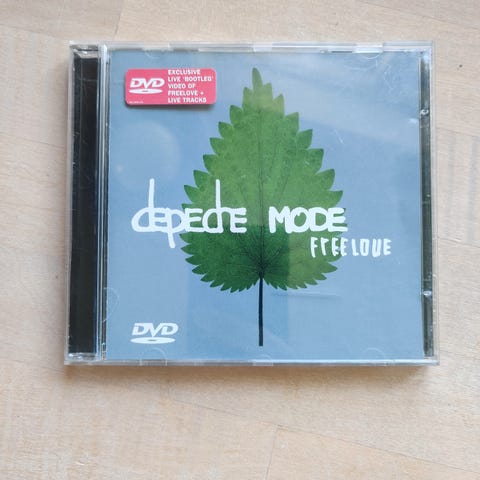 DVD
EXCLUSIVE
LIVE 'BOOTLEG'
VIDEO OF
FREELOVE +
LIVE TRACKS
depeche MODE
FREELOVE
DVD